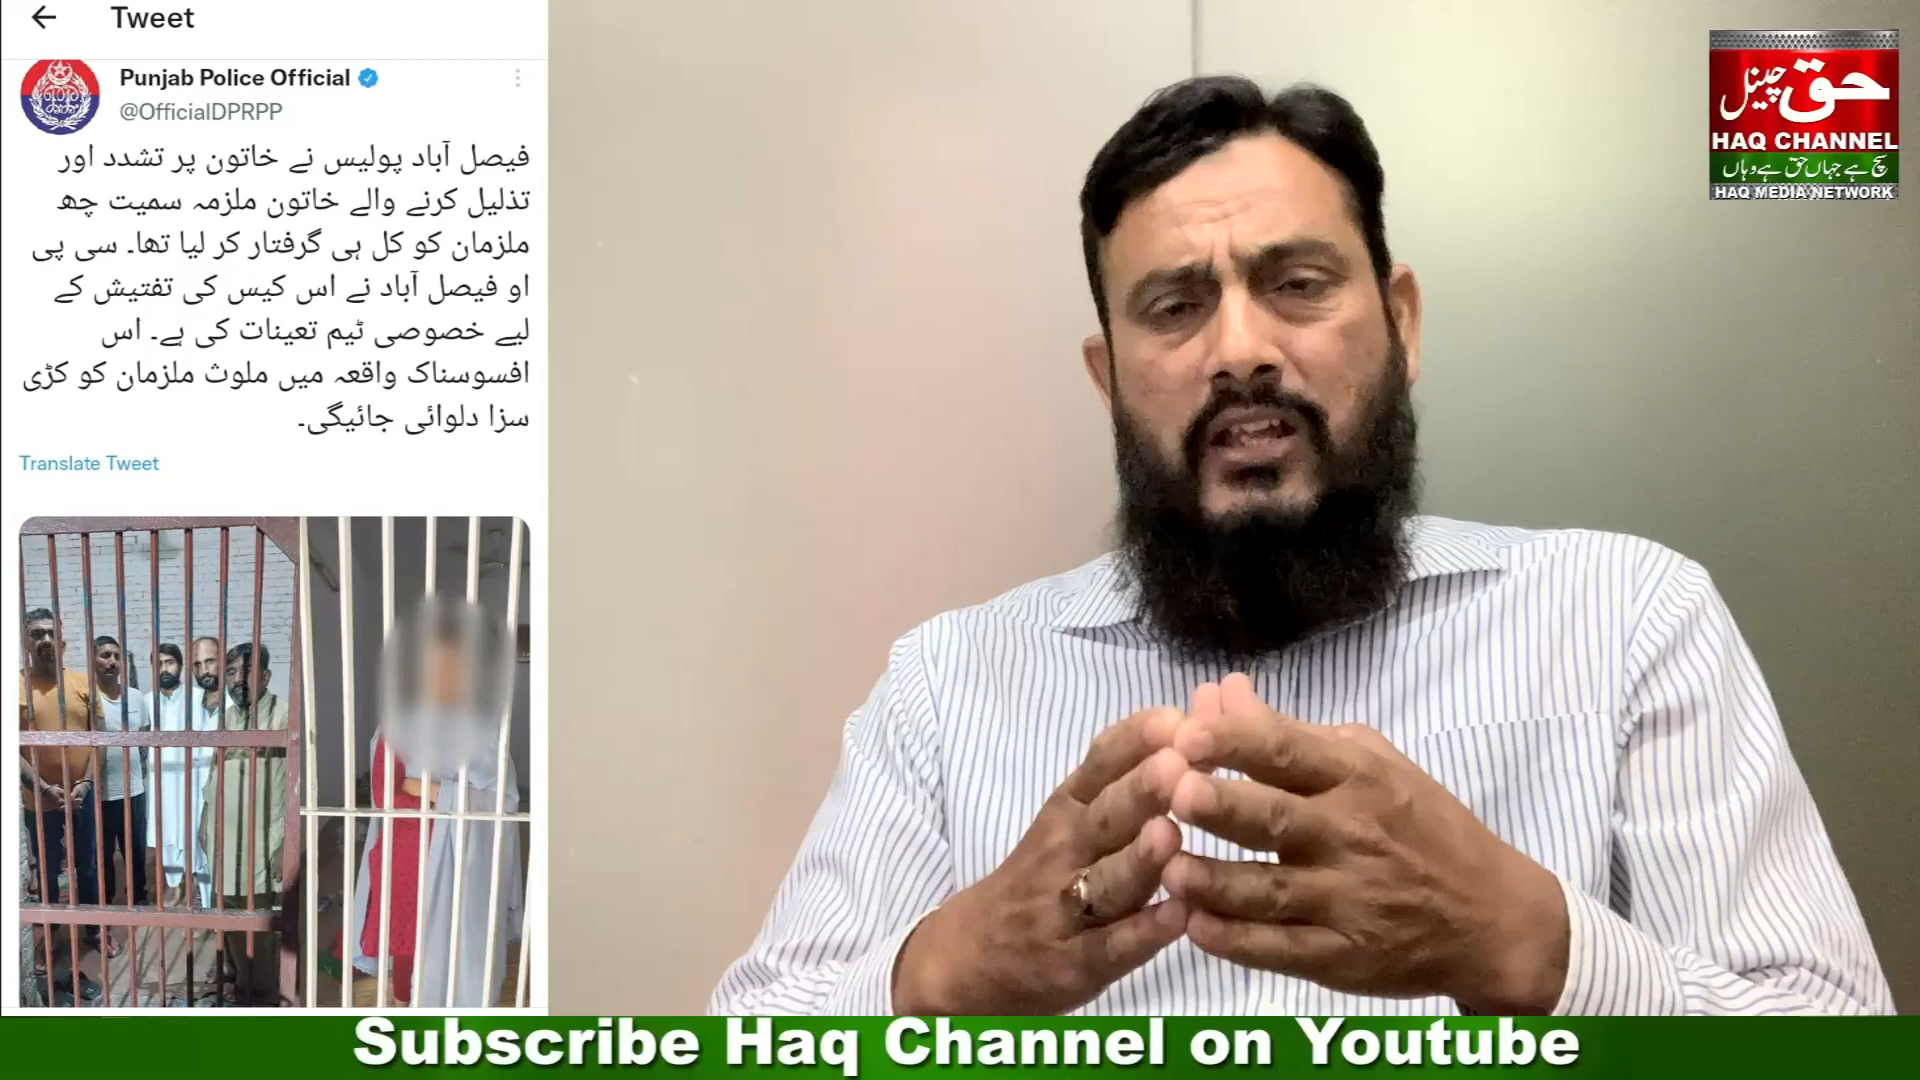 Tweet
Punjab Police Official
@OfficialDPRPP
فیصل آباد پولیس نے خاتون پر تشدد اور
تذلیل کرنے والے خاتون ملزمہ سمیت چھ
ملزمان کو کل ہی گرفتار کر لیا تھا۔ سی پی
او فیصل آباد نے اس کیس کی تفتیش کے
لیے خصوصی ٹیم تعینات کی ہے۔ اس
افسوسناک واقعہ میں ملوث ملزمان کو کڑی
سزا دلوائی جائیگی۔
Translate Tweet
حق چینل
HAQ CHANNEL
سچ ہے جہاں حق ہے وہاں
HAQ MEDIA NETWORK
Subscribe Haq Channel on Youtube